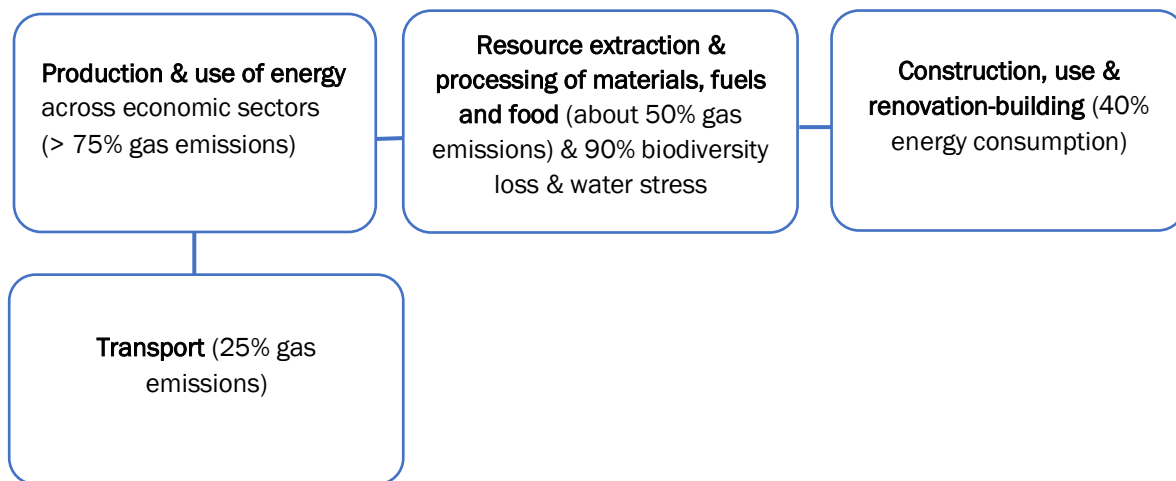 Production & use of energy
across economic sectors
(> 75% gas emissions)
Resource extraction &
processing of materials, fuels
and food (about 50% gas
emissions) & 90% biodiversity
loss & water stress
Construction, use &
renovation-building (40%
energy consumption)
Transport (25% gas
emissions)